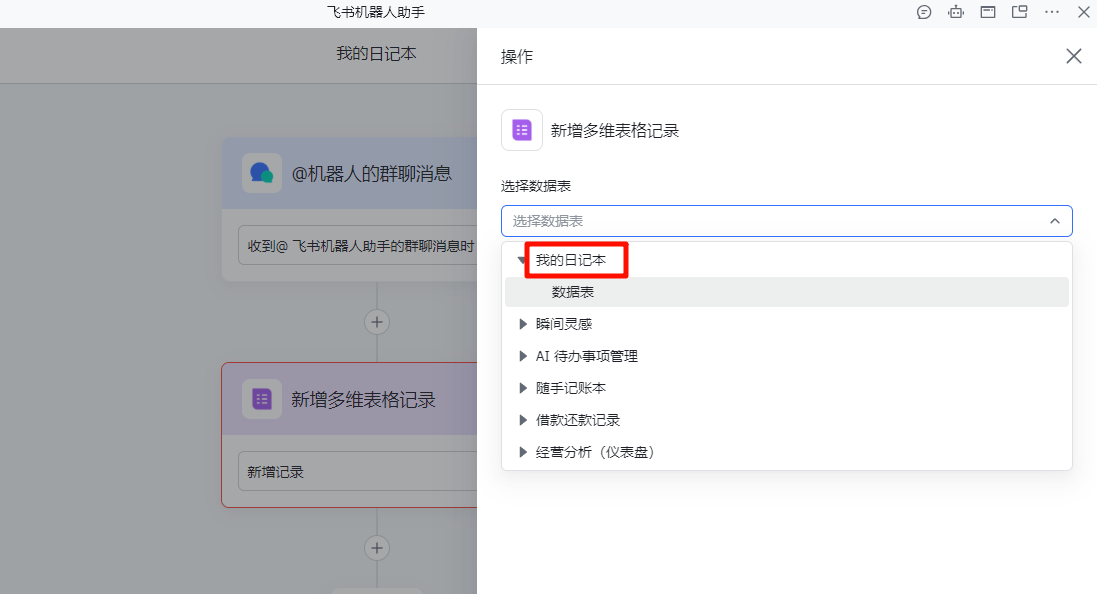 飞书机器人助手
我的日记本
@机器人的群聊消息
收到@ 飞书机器人助手的群聊消息时
新增多维表格记录
新增记录
操作
新增多维表格记录
选择数据表
选择数据表
我的日记本
数据表
瞬间灵感
AI 待办事项管理
随手记账本
借款还款记录
经营分析（仪表盘）